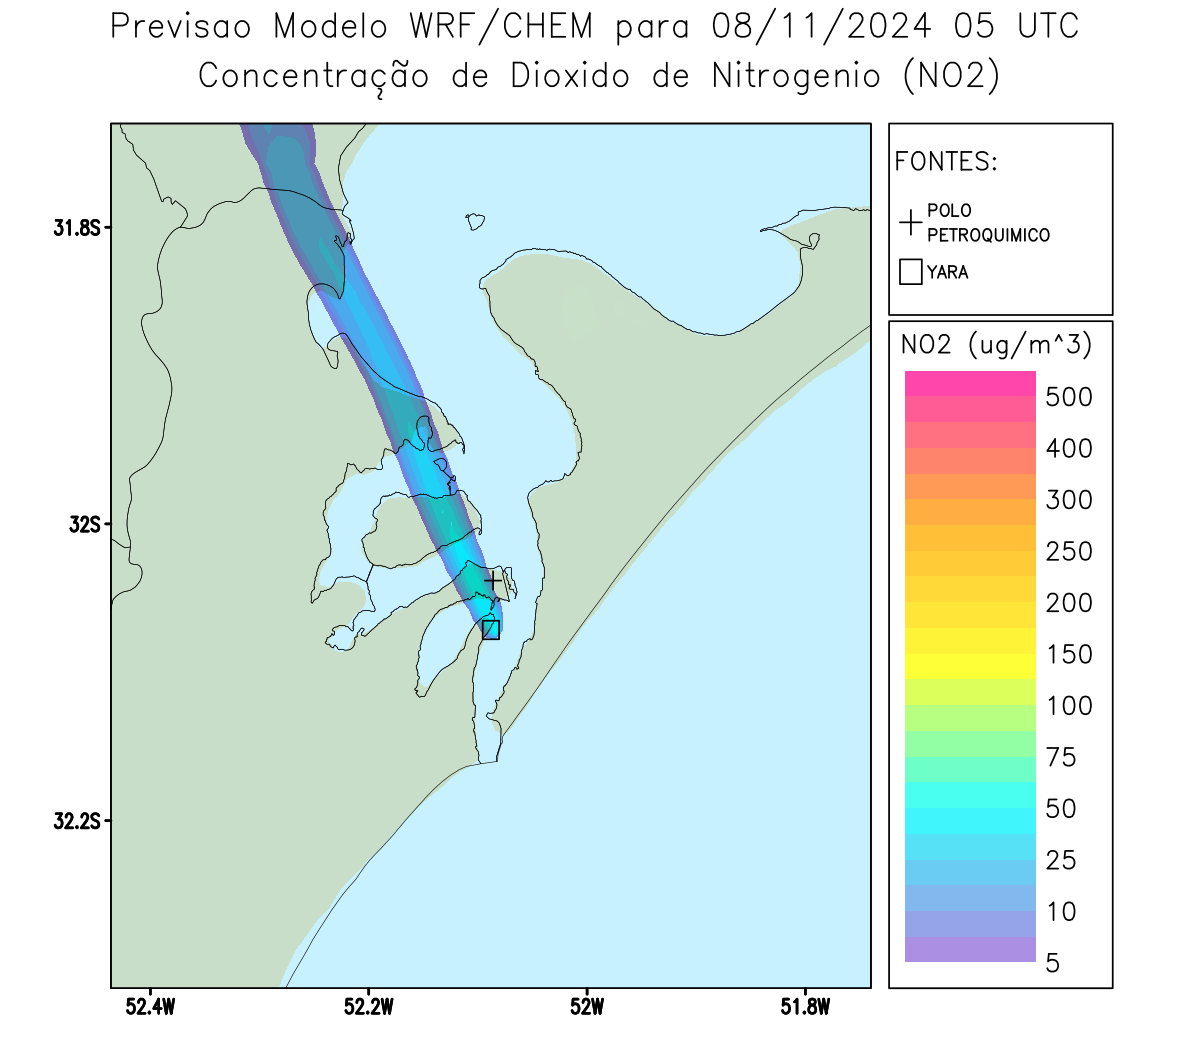 Previsao Modelo WRF/CHEM para 08/11/2024 05 UTC
Concentração de Dioxido de Nitrogenio (NO2)
FONTES:
POLO
PETROQUIMICO
YARA
NO2 (ug/m^3)
500
400
300
250
200
150
100
75
50
25
10
5
31.8S
32S
32.2S
52.4W
52.2W
52W
51.8W